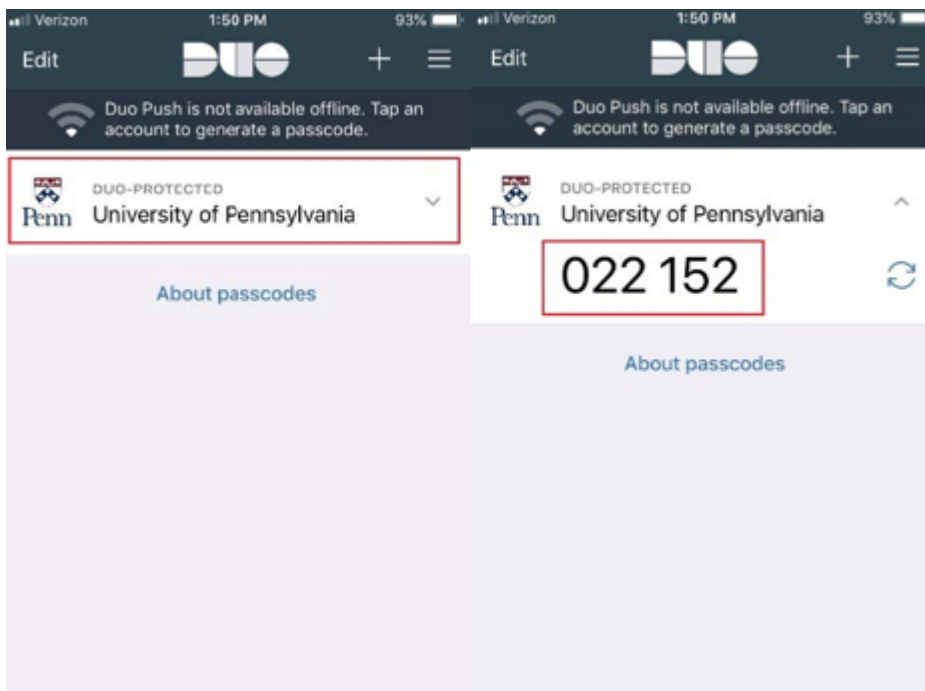 Verizon 1:50 PM 93%
Edit DUO +
Duo Push is not available offline. Tap an
account to generate a passcode.
DUO-PROTECTED
Penn University of Pennsylvania
About passcodes
Verizon 1:50 PM 93%
Edit DUO +
Duo Push is not available offline. Tap an
account to generate a passcode.
DUO-PROTECTED
Penn University of Pennsylvania
022 152
About passcodes